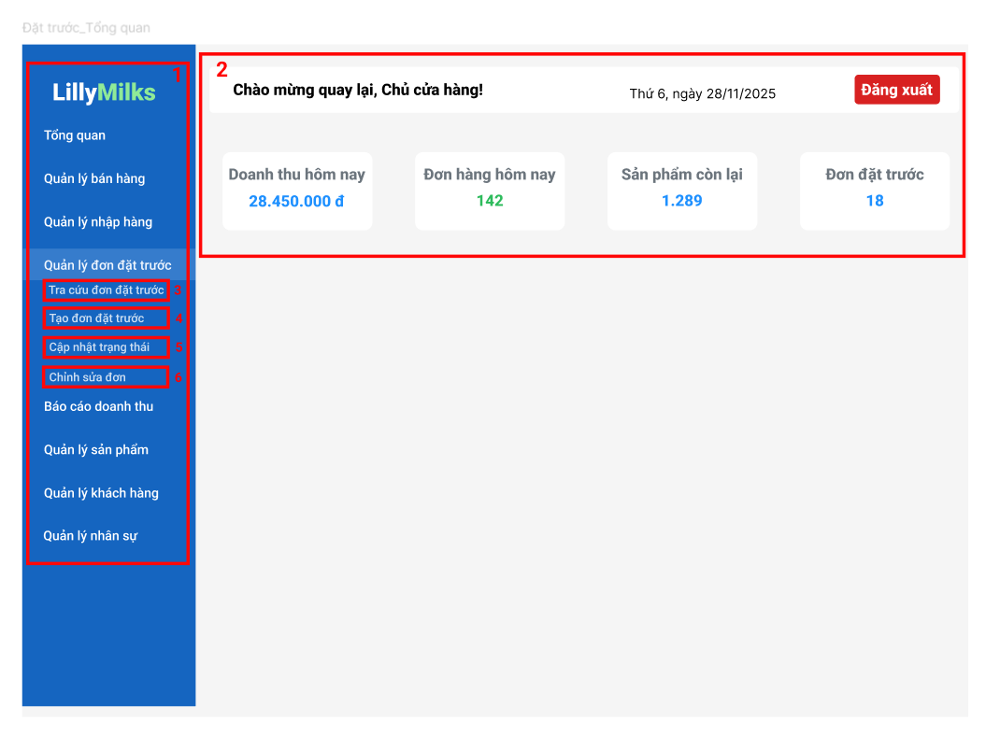 Đặt trước_Tổng quan
1
LillyMilks
Tổng quan
Quản lý bán hàng
Quản lý nhập hàng
Quản lý đơn đặt trước
Tra cứu đơn đặt trước 3
Tạo đơn đặt trước 4
Cập nhật trạng thái 5
Chỉnh sửa đơn 6
Báo cáo doanh thu
Quản lý sản phẩm
Quản lý khách hàng
Quản lý nhân sự
2
Chào mừng quay lại, Chủ cửa hàng!
Thứ 6, ngày 28/11/2025
Đăng xuất
Doanh thu hôm nay
28.450.000 đ
Đơn hàng hôm nay
142
Sản phẩm còn lại
1.289
Đơn đặt trước
18